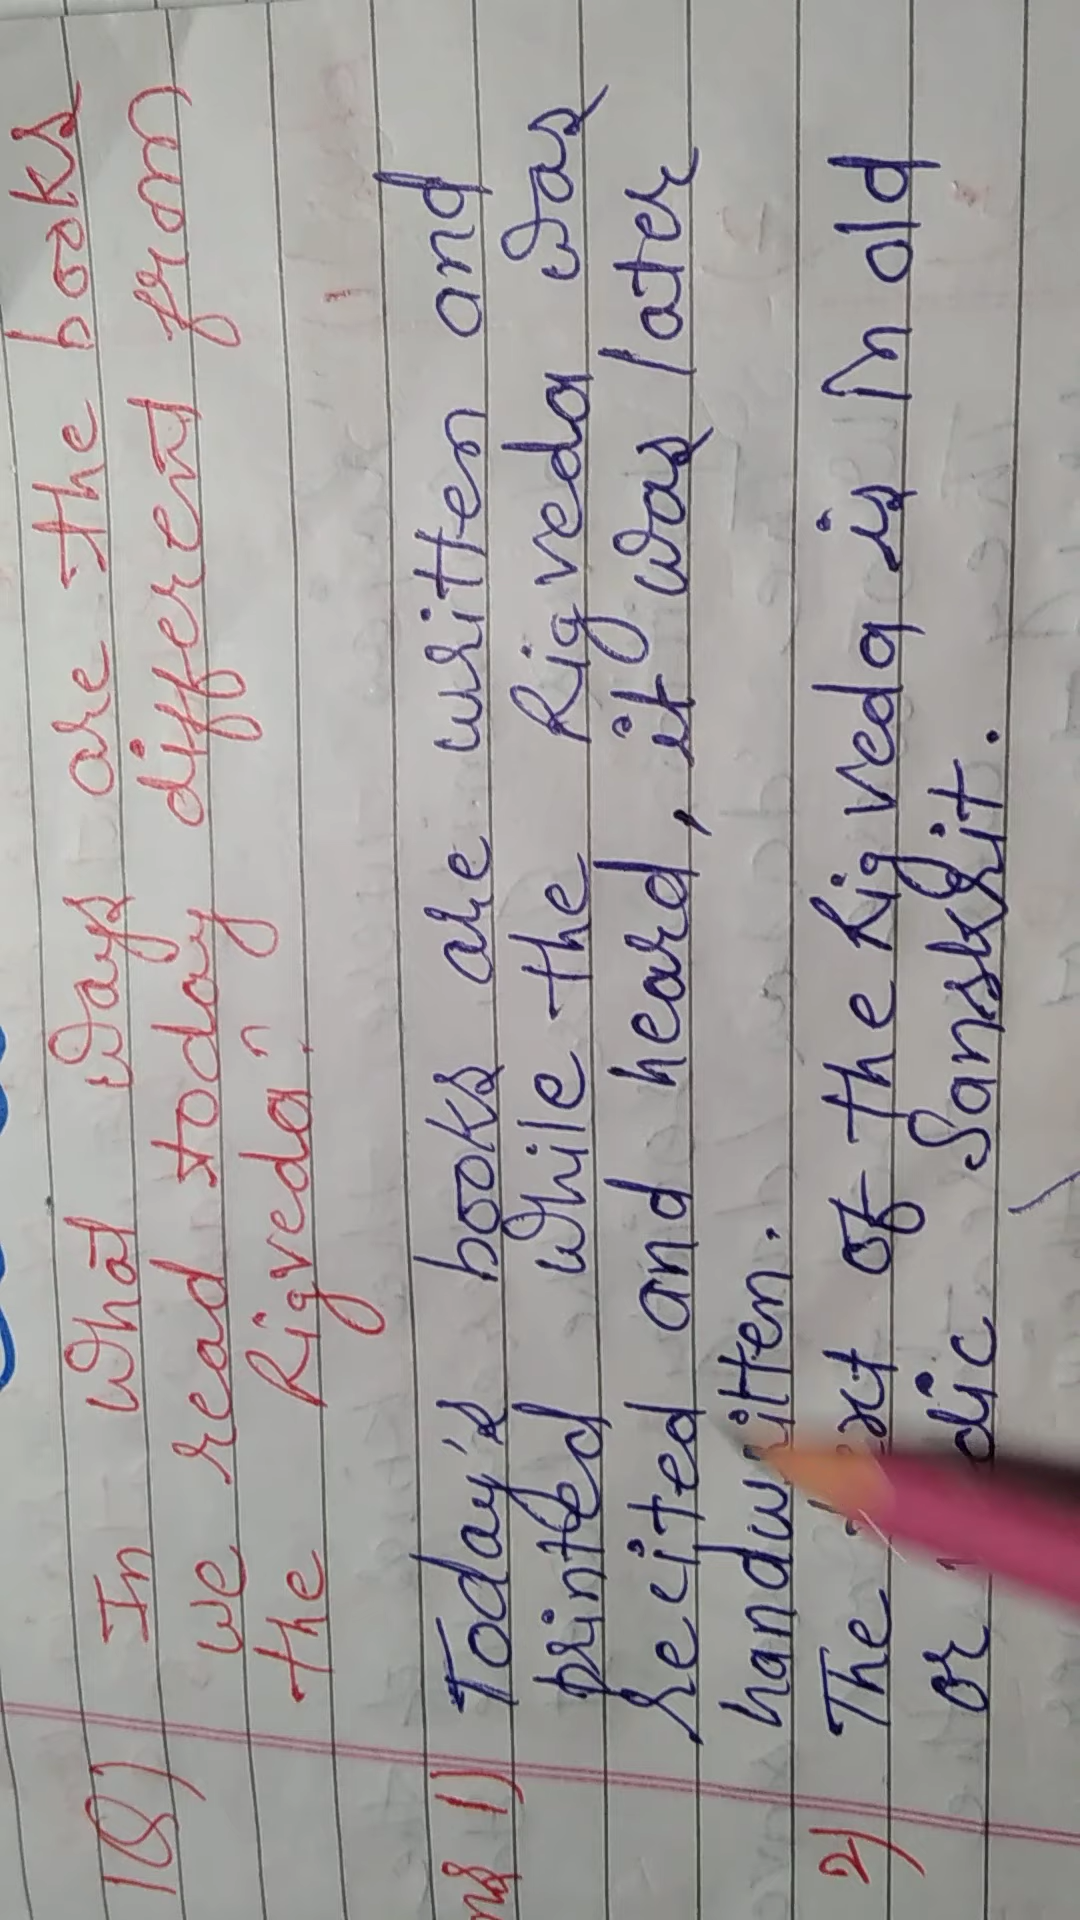 1Q) In what ways are the books
we read today different from
the Rigveda?
Ans 1) Today's books are written and
printed while the Rigveda was
recited and heard, it was later
handwritten.
2) The text of the Rigveda is in old
or Sanskrit.